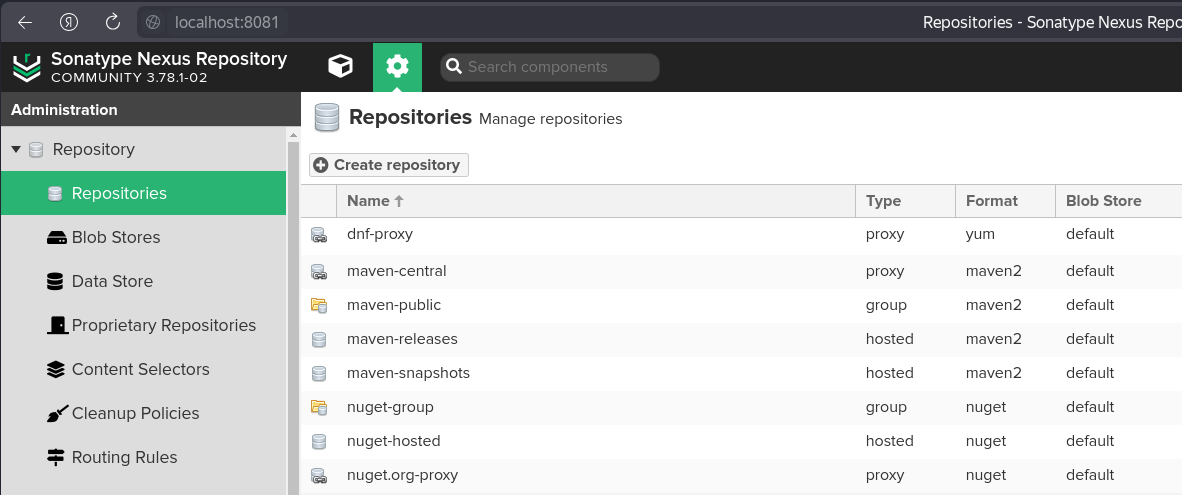 localhost:8081
Repositories - Sonatype Nexus Repo
Sonatype Nexus Repository
COMMUNITY 3.78.1-02
Search components
Administration
Repositories Manage repositories
Repository
Create repository
Repositories
Blob Stores
Data Store
Proprietary Repositories
Content Selectors
Cleanup Policies
Routing Rules
Name Type Format Blob Store
dnf-proxy proxy yum default
maven-central proxy maven2 default
maven-public group maven2 default
maven-releases hosted maven2 default
maven-snapshots hosted maven2 default
nuget-group group nuget default
nuget-hosted hosted nuget default
nuget.org-proxy proxy nuget default